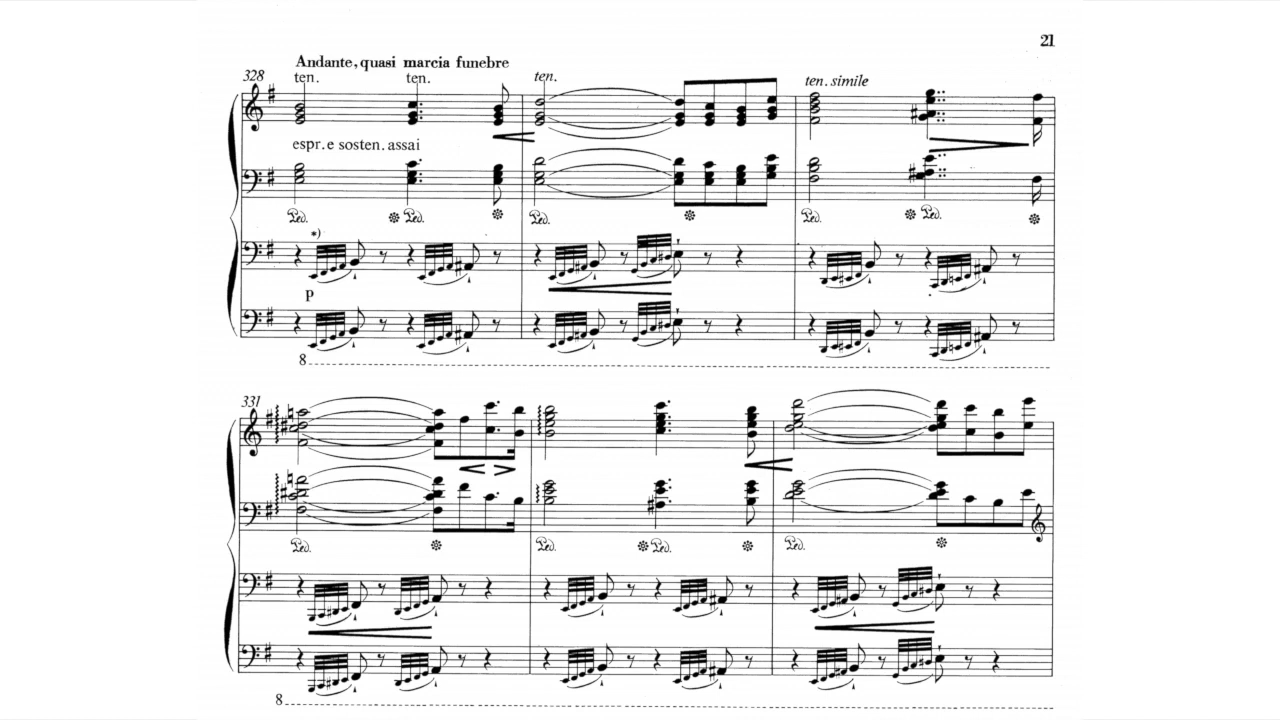 21
Andante, quasi marcia funebre
328 ten. ten. ten. ten. simile
espr. e sosten. assai
Ped. * Ped. * Ped. * Ped. * Ped. *
*)
p
8
331
Ped. * Ped. * Ped. * Ped. *
8